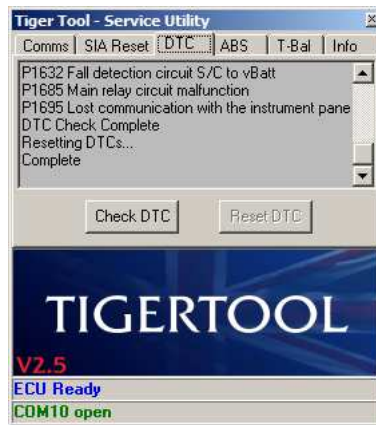 Tiger Tool - Service Utility
Comms SIA Reset DTC ABS T-Bal Info
P1632 Fall detection circuit S/C to vBatt
P1685 Main relay circuit malfunction
P1695 Lost communication with the instrument pane
DTC Check Complete
Resetting DTCs...
Complete
Check DTC Reset DTC
TIGERTOOL
V2.5
ECU Ready
COM10 open